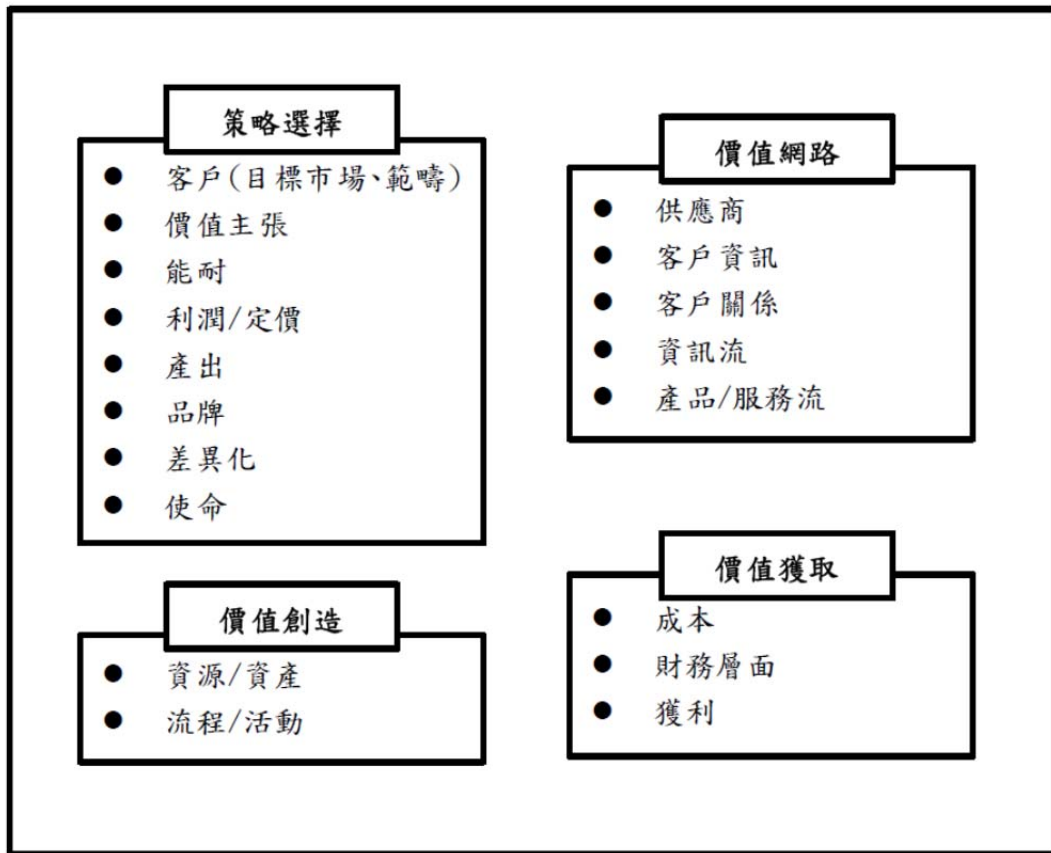 策略選擇
● 客戶(目標市場、範疇)
● 價值主張
● 能耐
● 利潤/定價
● 產出
● 品牌
● 差異化
● 使命
價值創造
● 資源/資產
● 流程/活動
價值網路
● 供應商
● 客戶資訊
● 客戶關係
● 資訊流
● 產品/服務流
價值獲取
● 成本
● 財務層面
● 獲利